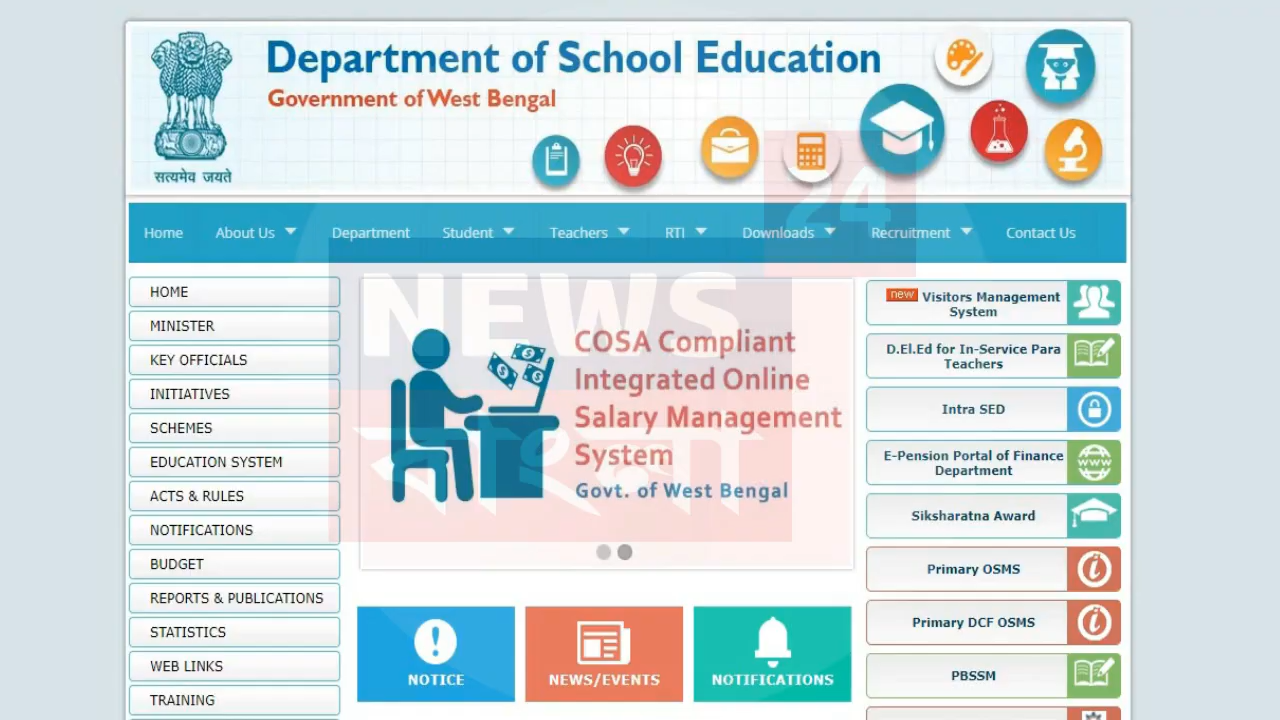 Department of School Education
Government of West Bengal
सत्यमेव जयते
Home
About Us
Department
Student
Teachers
RTI
Downloads
Recruitment
Contact Us
24
NEWS
বাংলা
HOME
MINISTER
KEY OFFICIALS
INITIATIVES
SCHEMES
EDUCATION SYSTEM
ACTS & RULES
NOTIFICATIONS
BUDGET
REPORTS & PUBLICATIONS
STATISTICS
WEB LINKS
TRAINING
COSA Compliant
Integrated Online
Salary Management
System
Govt. of West Bengal
NOTICE
NEWS/EVENTS
NOTIFICATIONS
new Visitors Management
System
D.El.Ed for In-Service Para
Teachers
Intra SED
E-Pension Portal of Finance
Department
www
Siksharatna Award
Primary OSMS
Primary DCF OSMS
PBSSM